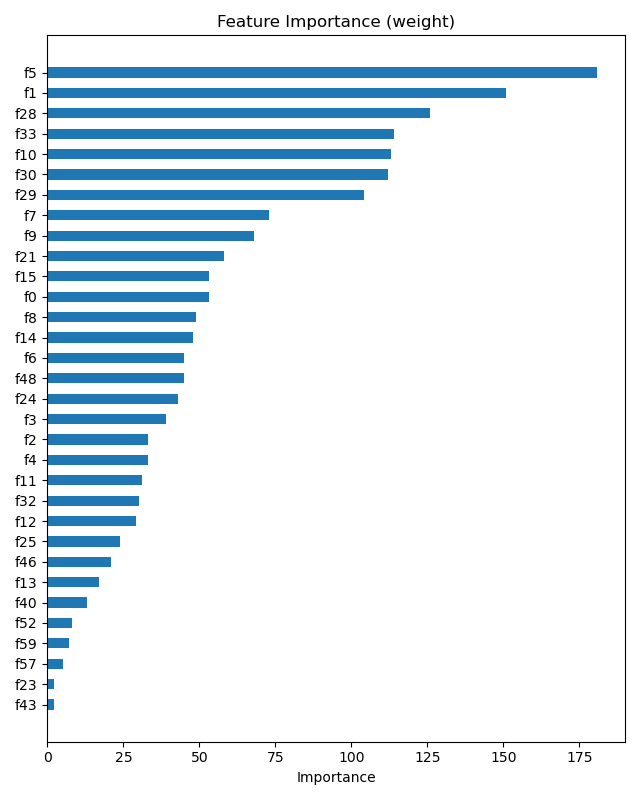 Feature Importance (weight)
f5
f1
f28
f33
f10
f30
f29
f7
f9
f21
f15
f0
f8
f14
f6
f48
f24
f3
f2
f4
f11
f32
f12
f25
f46
f13
f40
f52
f59
f57
f23
f43
0 25 50 75 100 125 150 175
Importance